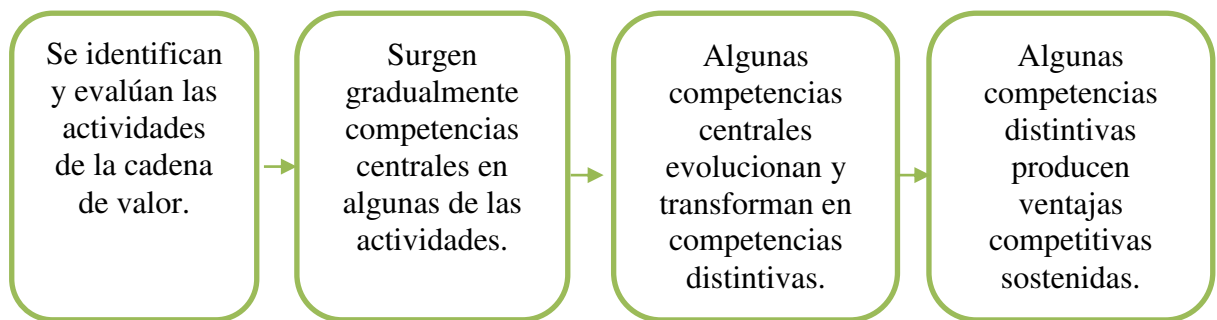 Se identifican
y evalúan las
actividades
de la cadena
de valor.
Surgen
gradualmente
competencias
centrales en
algunas de las
actividades.
Algunas
competencias
centrales
evolucionan y
transforman en
competencias
distintivas.
Algunas
competencias
distintivas
producen
ventajas
competitivas
sostenidas.